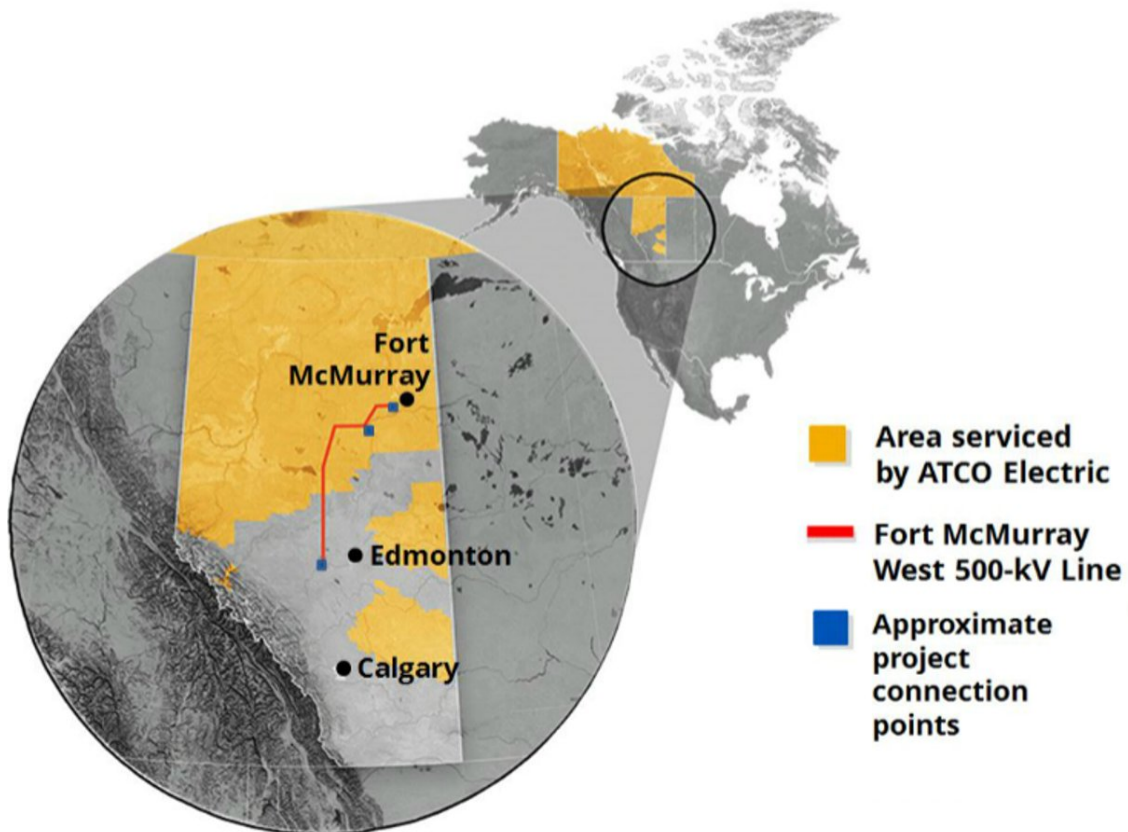 Fort
McMurray
Edmonton
Calgary
Area serviced
by ATCO Electric
Fort McMurray
West 500-kV Line
Approximate
project
connection
points